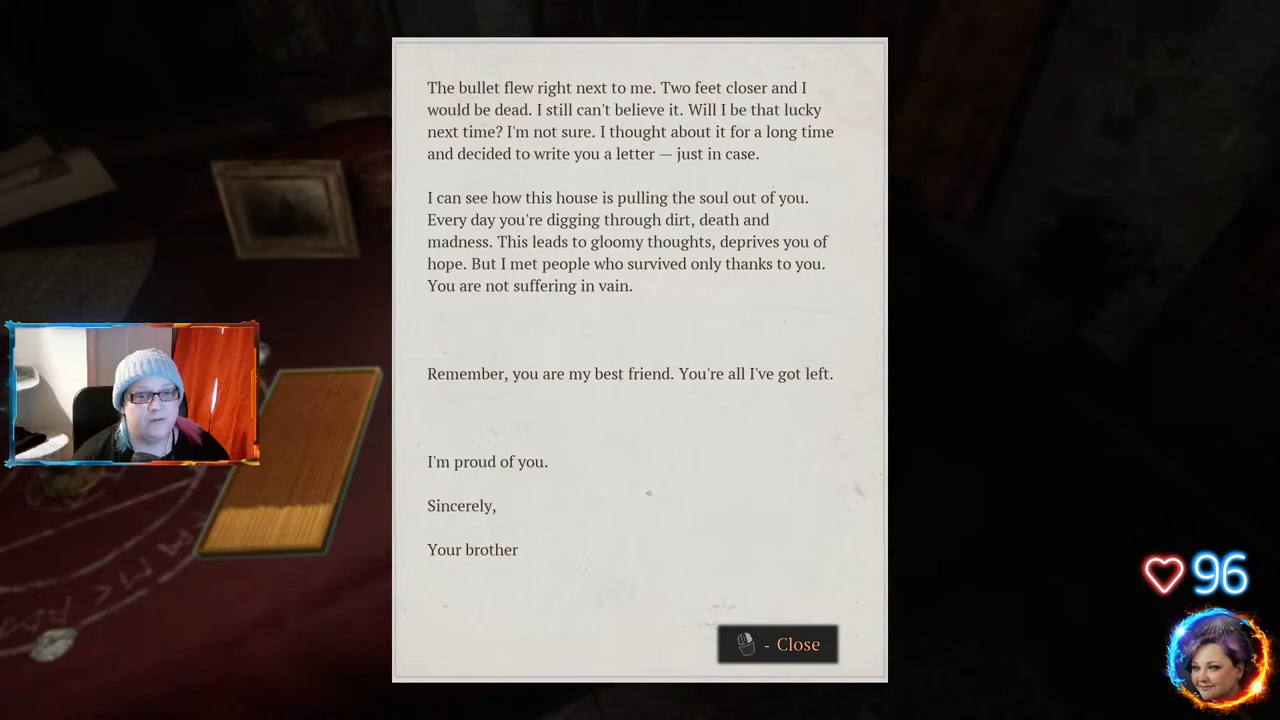 The bullet flew right next to me. Two feet closer and I
would be dead. I still can't believe it. Will I be that lucky
next time? I'm not sure. I thought about it for a long time
and decided to write you a letter — just in case.
I can see how this house is pulling the soul out of you.
Every day you're digging through dirt, death and
madness. This leads to gloomy thoughts, deprives you of
hope. But I met people who survived only thanks to you.
You are not suffering in vain.
Remember, you are my best friend. You're all I've got left.
I'm proud of you.
Sincerely,
Your brother
- Close
96